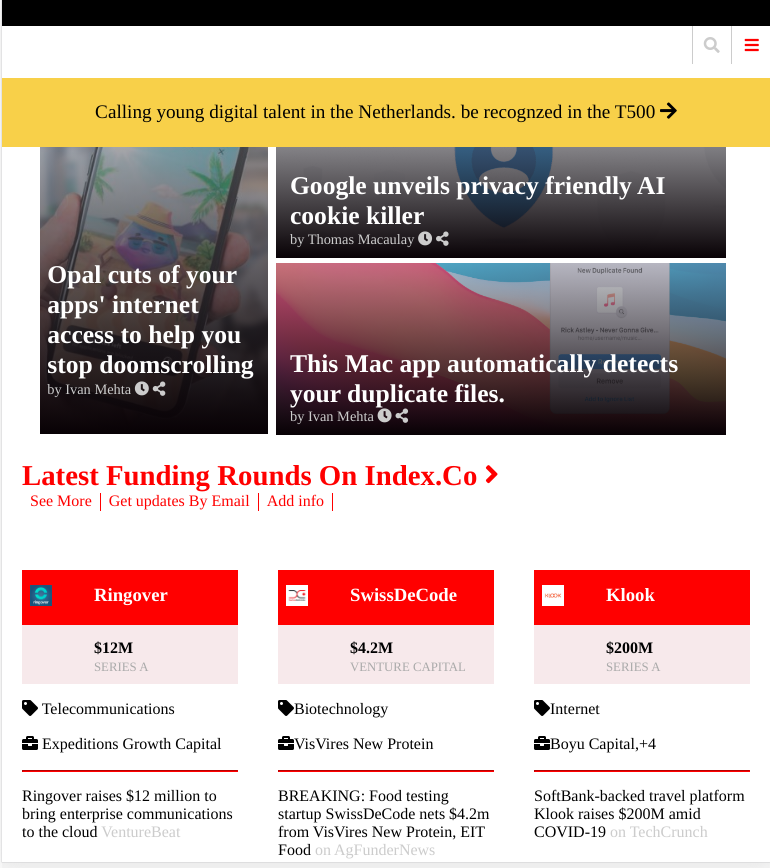 Calling young digital talent in the Netherlands. be recognzed in the T500
Opal cuts of your
apps' internet
access to help you
stop doomscrolling
by Ivan Mehta
Google unveils privacy friendly AI
cookie killer
by Thomas Macaulay
New Duplicate Found
Rick Astley • Never Gonna Give...
Remove
This Mac app automatically detects
your duplicate files.
by Ivan Mehta
Latest Funding Rounds On Index.Co
See More | Get updates By Email | Add info |
Ringover
$12M
SERIES A
Telecommunications
Expeditions Growth Capital
Ringover raises $12 million to
bring enterprise communications
to the cloud VentureBeat
SwissDeCode
$4.2M
VENTURE CAPITAL
Biotechnology
VisVires New Protein
BREAKING: Food testing
startup SwissDeCode nets $4.2m
from VisVires New Protein, EIT
Food on AgFunderNews
KLOOK
Klook
$200M
SERIES A
Internet
Boyu Capital,+4
SoftBank-backed travel platform
Klook raises $200M amid
COVID-19 on TechCrunch